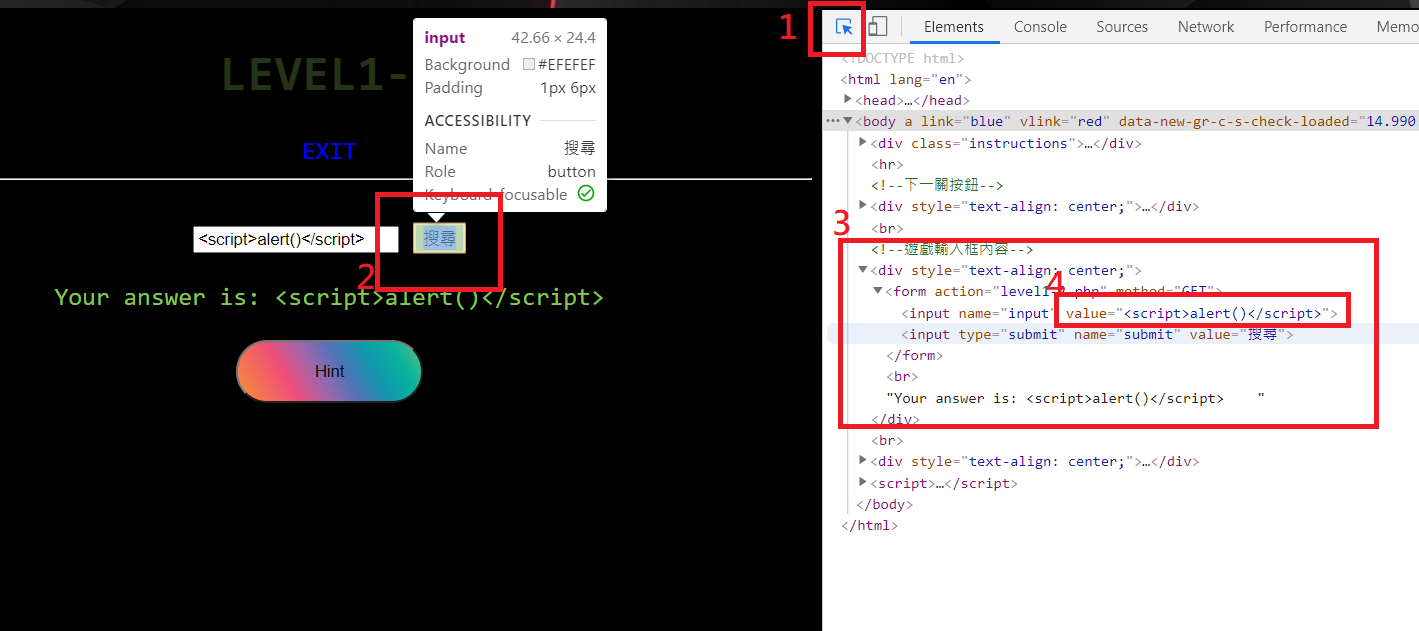 1
Elements Console Sources Network Performance Memo
input 42.66 × 24.4
Background #EFEFEF
Padding 1px 6px
ACCESSIBILITY
Name 搜尋
Role button
Keyboard-focusable
LEVEL1-
EXIT
<script>alert()</script>
搜尋
2
Your answer is: <script>alert()</script>
Hint
<!DOCTYPE html>
<html lang="en">
<head>…</head>
<body a link="blue" vlink="red" data-new-gr-c-s-check-loaded="14.990
<div class="instructions">…</div>
<hr>
<!--下一關按鈕-->
<div style="text-align: center;">…</div>
3
<br>
<!--遊戲輸入框內容-->
<div style="text-align: center;">
4
<form action="level1- .php" method="GET">
<input name="input" value="<script>alert()</script>">
<input type="submit" name="submit" value="搜尋">
</form>
<br>
"Your answer is: <script>alert()</script> "
</div>
<br>
<div style="text-align: center;">…</div>
<script>…</script>
</body>
</html>